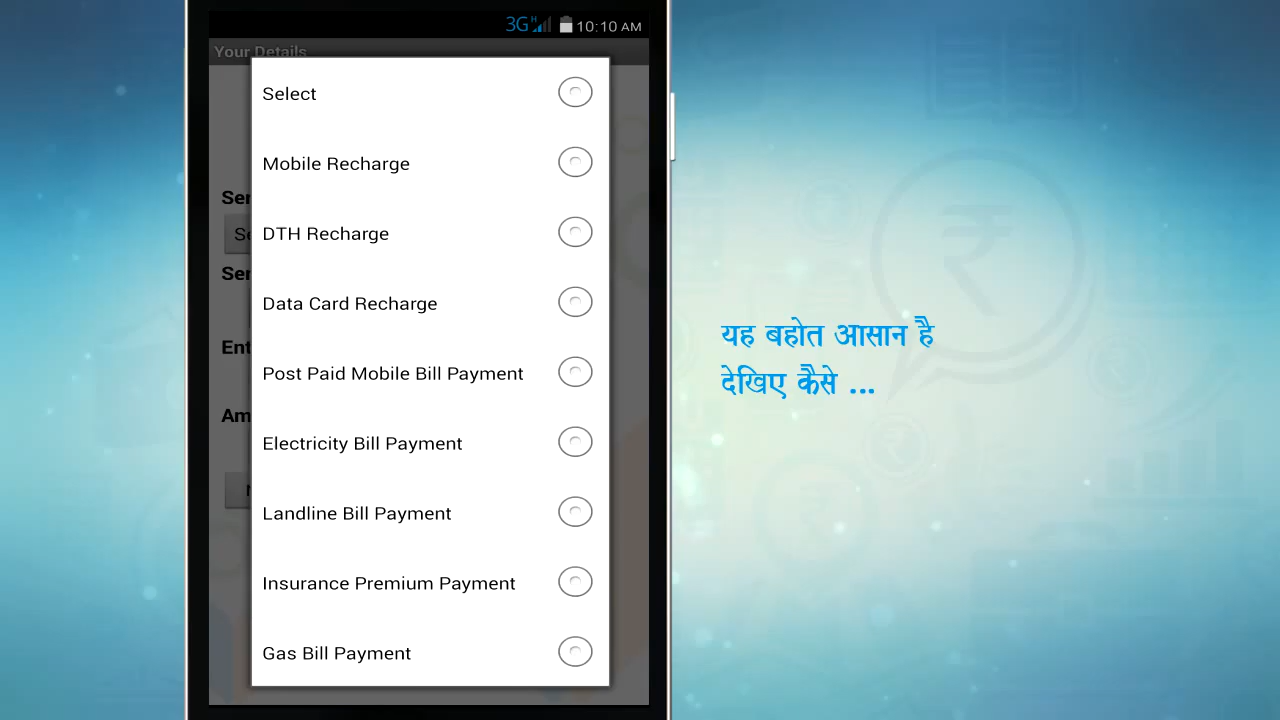 3G H 10:10 AM
Your Details
Select
Mobile Recharge
DTH Recharge
Data Card Recharge
Post Paid Mobile Bill Payment
Electricity Bill Payment
Landline Bill Payment
Insurance Premium Payment
Gas Bill Payment
यह बहोत आसान है
देखिए कैसे ...